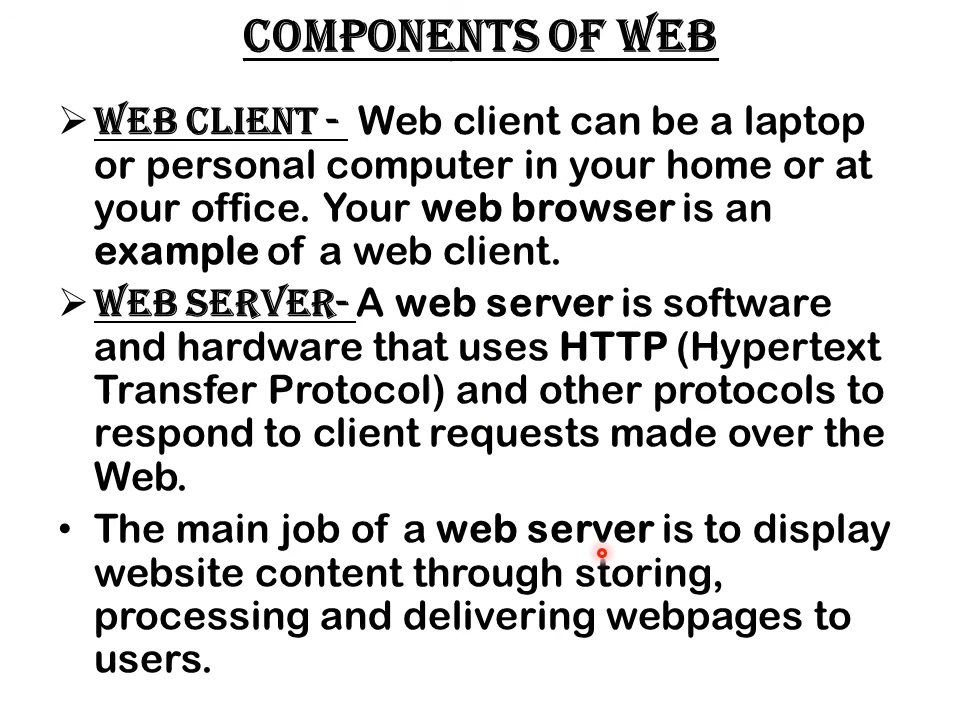 COMPONENTS OF WEB
➢ WEB CLIENT - Web client can be a laptop
or personal computer in your home or at
your office. Your web browser is an
example of a web client.
➢ WEB SERVER- A web server is software
and hardware that uses HTTP (Hypertext
Transfer Protocol) and other protocols to
respond to client requests made over the
Web.
• The main job of a web server is to display
website content through storing,
processing and delivering webpages to
users.